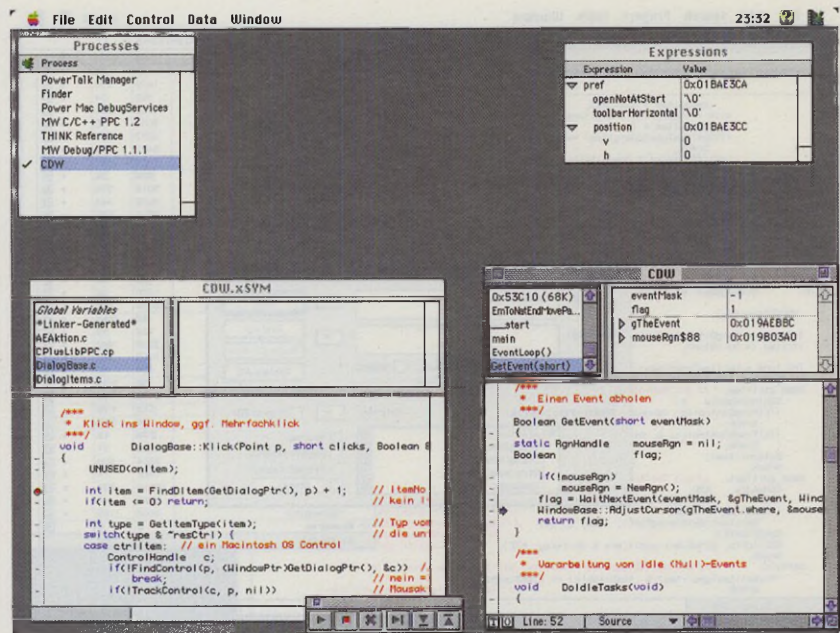 File Edit Control Data Window 23:32
Processes
Process
PowerTalk Manager
Finder
Power Mac DebugServices
MW C/C++ PPC 1.2
THINK Reference
MW Debug/PPC 1.1.1
CDW
Expressions
Expression Value
pref 0x01BAE3CA
openNotAtStart '\0'
toolbarHorizontal '\0'
position 0x01BAE3CC
v 0
h 0
CDW.xSYM
Global Variables
*Linker-Generated*
AEAktion.c
CPlusLibPPC.cp
DialogBase.c
DialogItems.c
/***
* Klick ins Window, ggf. Mehrfachklick
***/
void DialogBase::Klick(Point p, short clicks, Boolean
{
UNUSED(onItem);
int item = FindDItem(GetDialogPtr(), p) + 1; // ItemNo
if(item <= 0) return; // kein
int type = GetItemType(item); // Typ vom
switch(type & ~resCtrl) { // die
case ctrlItem: // ein Macintosh OS Control
ControlHandle c;
if(!FindControl(p, (WindowPtr)GetDialogPtr(), &c)) //
break; // nein =
if(!TrackControl(c, p, nil)) // Mausak
CDW
0x53C10 (68K)
EmToNatEndMovePa...
__start
main
EventLoop()
GetEvent(short)
eventMask -1
flag 1
gTheEvent 0x019AEBBC
mouseRgn$88 0x019B03A0
/***
* Einen Event abholen
***/
Boolean GetEvent(short eventMask)
{
static RgnHandle mouseRgn = nil;
Boolean flag;
if(!mouseRgn)
mouseRgn = NewRgn();
flag = WaitNextEvent(eventMask, &gTheEvent, Wind
WindowBase::AdjustCursor(gTheEvent.where, &mouse
return flag;
}
/***
* Vararbeitung von Idle (Null)-Events
***/
void DoIdleTasks(void)
{
Line: 52 Source